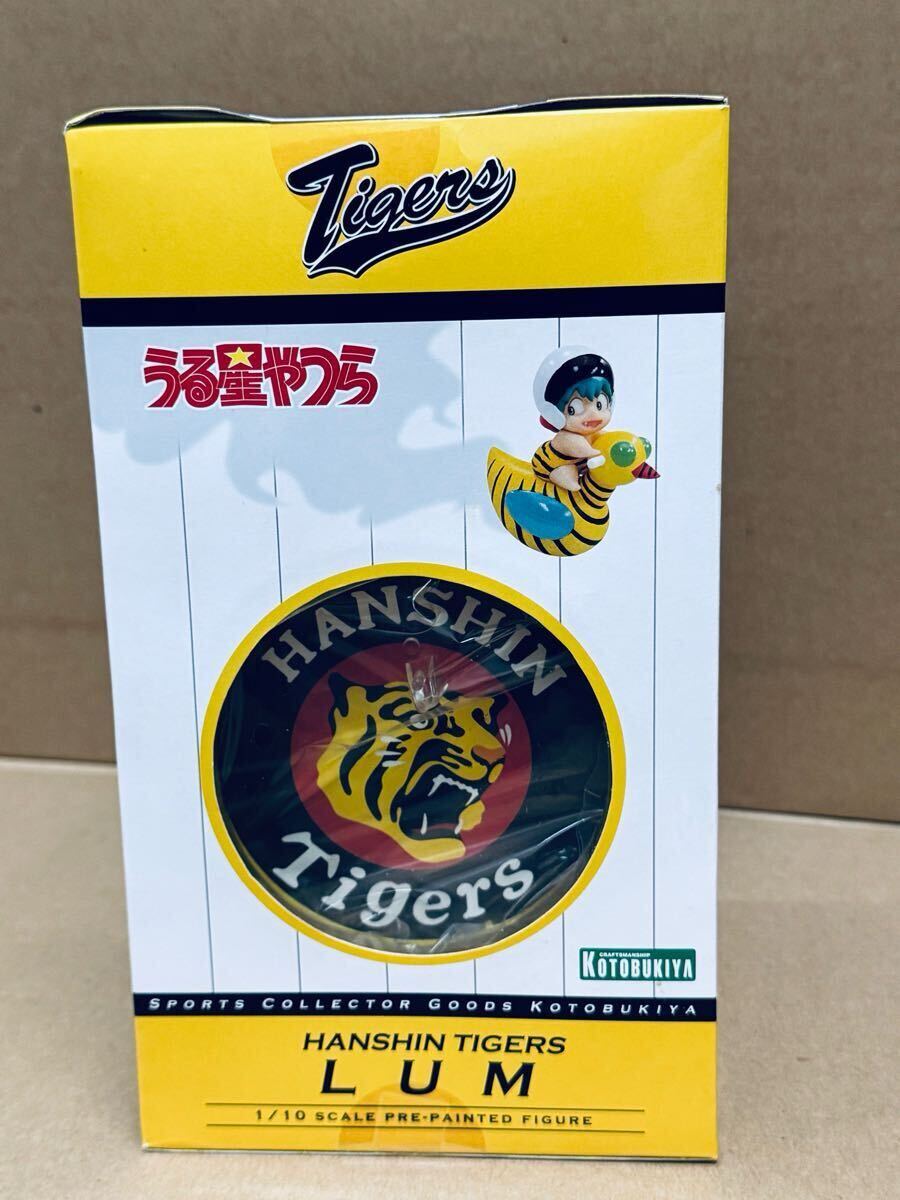 Tigers
うる星やつら
HANSHIN
Tigers
CRAFTSMANSHIP
KOTOBUKIYA
SPORTS COLLECTOR GOODS KOTOBUKIYA
HANSHIN TIGERS
LUM
1/10 SCALE PRE-PAINTED FIGURE